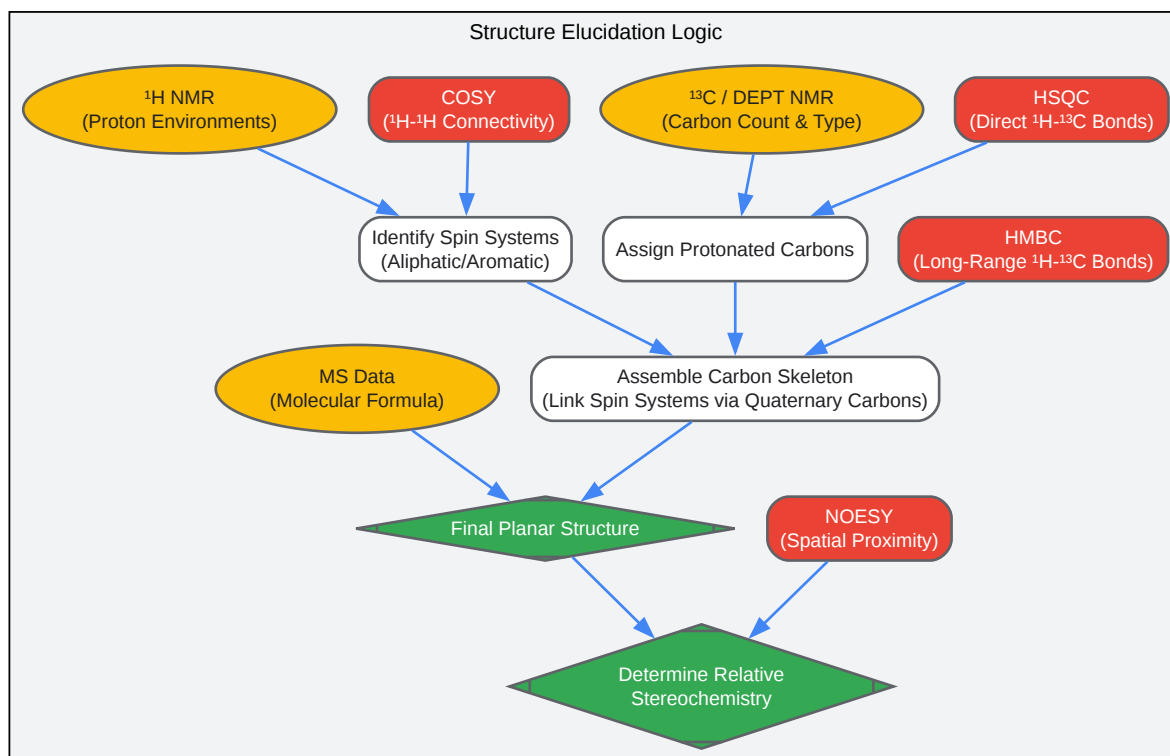 Structure Elucidation Logic
¹H NMR
(Proton Environments)
COSY
(¹H-¹H Connectivity)
¹³C / DEPT NMR
(Carbon Count & Type)
HSQC
(Direct ¹H-¹³C Bonds)
Identify Spin Systems
(Aliphatic/Aromatic)
Assign Protonated Carbons
HMBC
(Long-Range ¹H-¹³C Bonds)
MS Data
(Molecular Formula)
Assemble Carbon Skeleton
(Link Spin Systems via Quaternary Carbons)
Final Planar Structure
NOESY
(Spatial Proximity)
Determine Relative
Stereochemistry